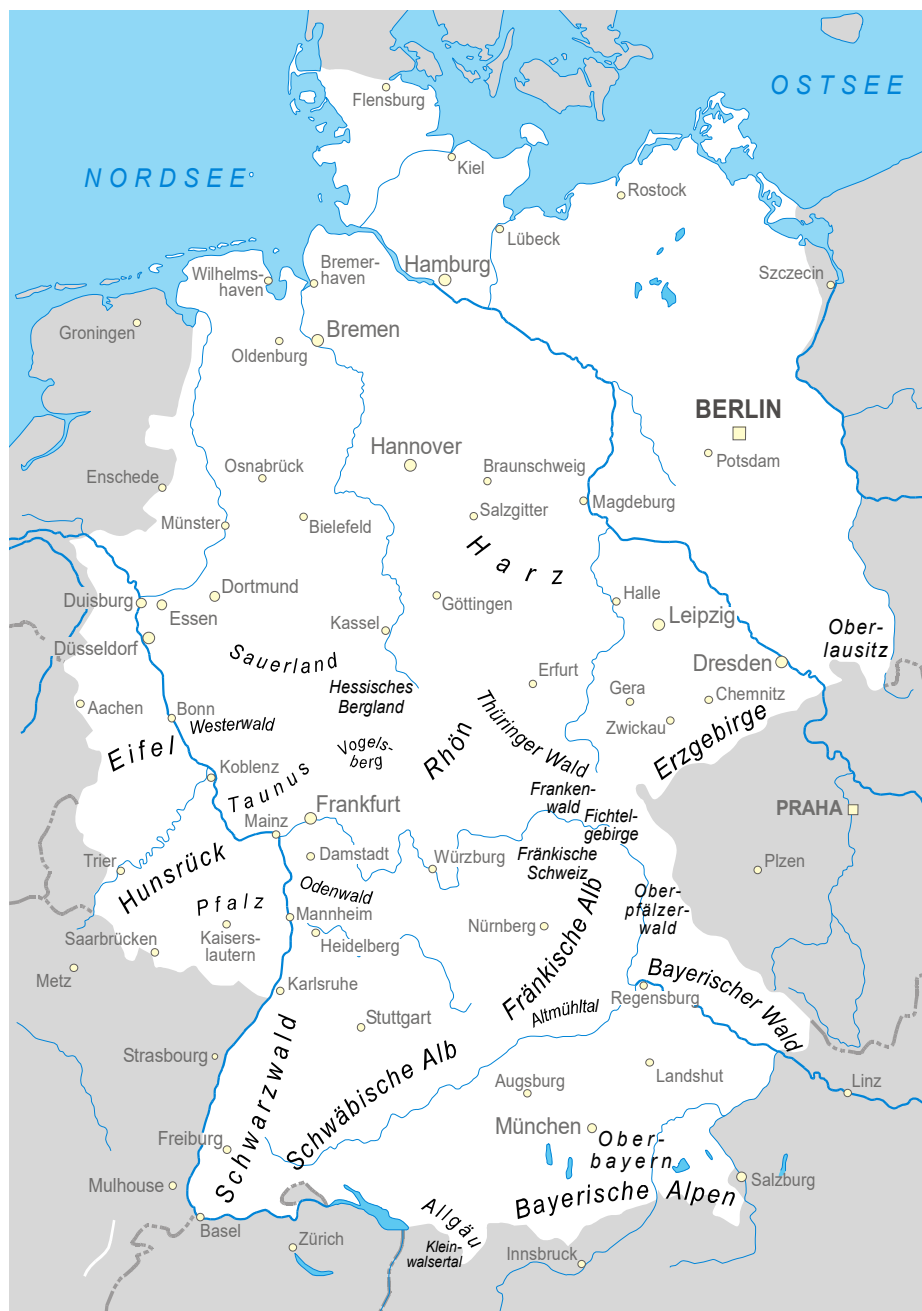 Flensburg
OSTSEE
Kiel
NORDSEE
Rostock
Lübeck
Hamburg
Wilhelms-
haven
Bremer-
haven
Szczecin
Groningen
Bremen
Oldenburg
BERLIN
Hannover
Potsdam
Osnabrück
Braunschweig
Enschede
Magdeburg
Münster
Bielefeld
Salzgitter
Harz
Dortmund
Duisburg
Essen
Göttingen
Halle
Kassel
Leipzig
Düsseldorf
Ober-
lausitz
Sauerland
Dresden
Hessisches
Bergland
Erfurt
Gera
Chemnitz
Aachen
Bonn
Westerwald
Zwickau
Eifel
Vogels-
berg
Rhön
Thüringer Wald
Erzgebirge
Koblenz
Taunus
Franken-
wald
Frankfurt
Fichtel-
gebirge
PRAHA
Mainz
Trier
Hunsrück
Damstadt
Würzburg
Fränkische
Schweiz
Plzen
Odenwald
Pfalz
Mannheim
Ober-
pfälzer-
wald
Saarbrücken
Kaisers-
lautern
Heidelberg
Nürnberg
Fränkische Alb
Metz
Karlsruhe
Bayerischer Wald
Regensburg
Altmühltal
Stuttgart
Strasbourg
Schwarzwald
Schwäbische Alb
Augsburg
Landshut
Linz
München
Freiburg
Ober-
bayern
Mulhouse
Bayerische Alpen
Salzburg
Basel
Zürich
Allgäu
Klein-
walsertal
Innsbruck